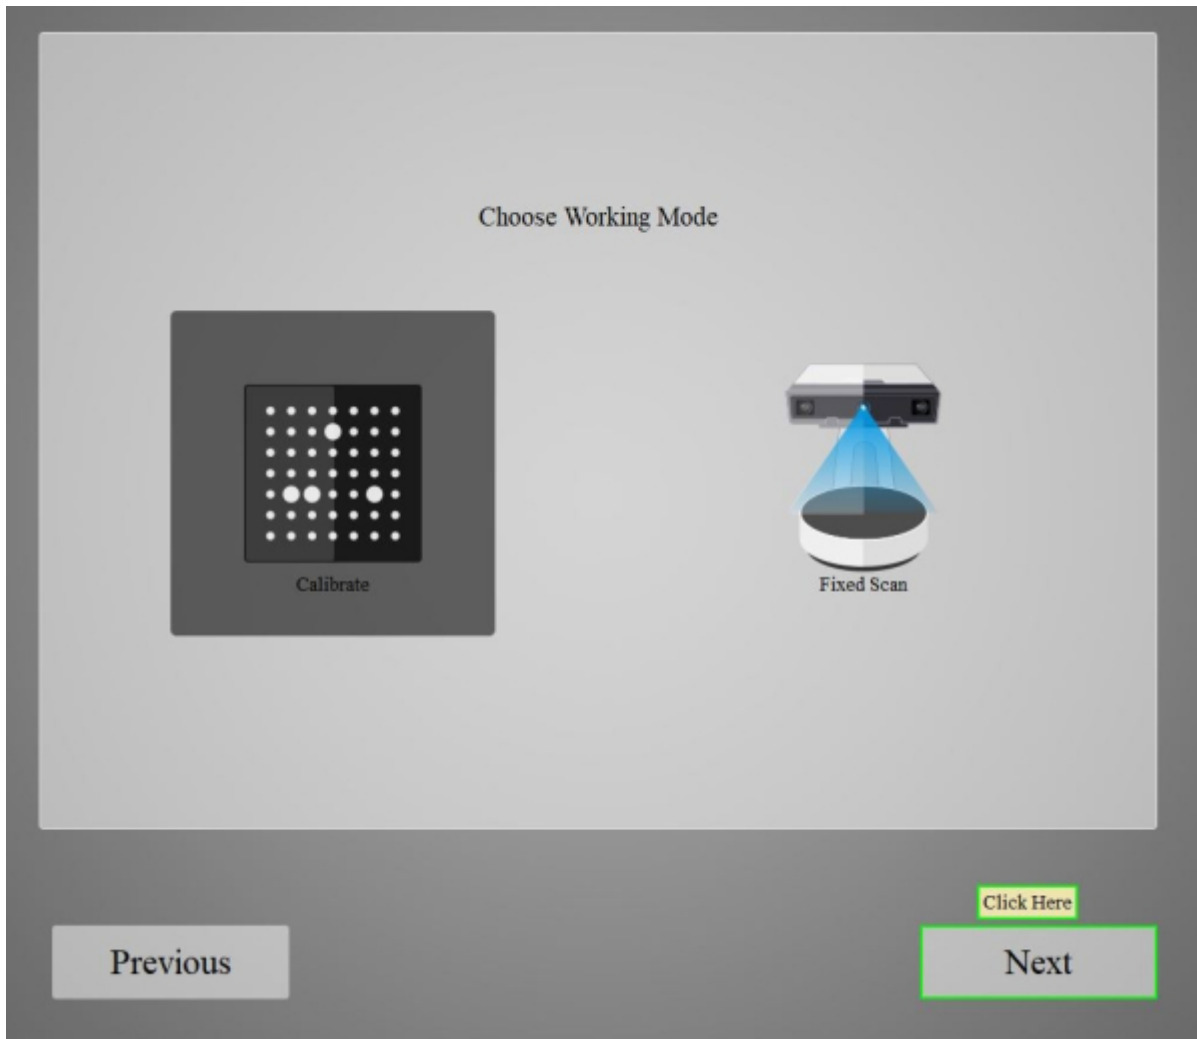 Choose Working Mode
Calibrate
Fixed Scan
Click Here
Previous
Next